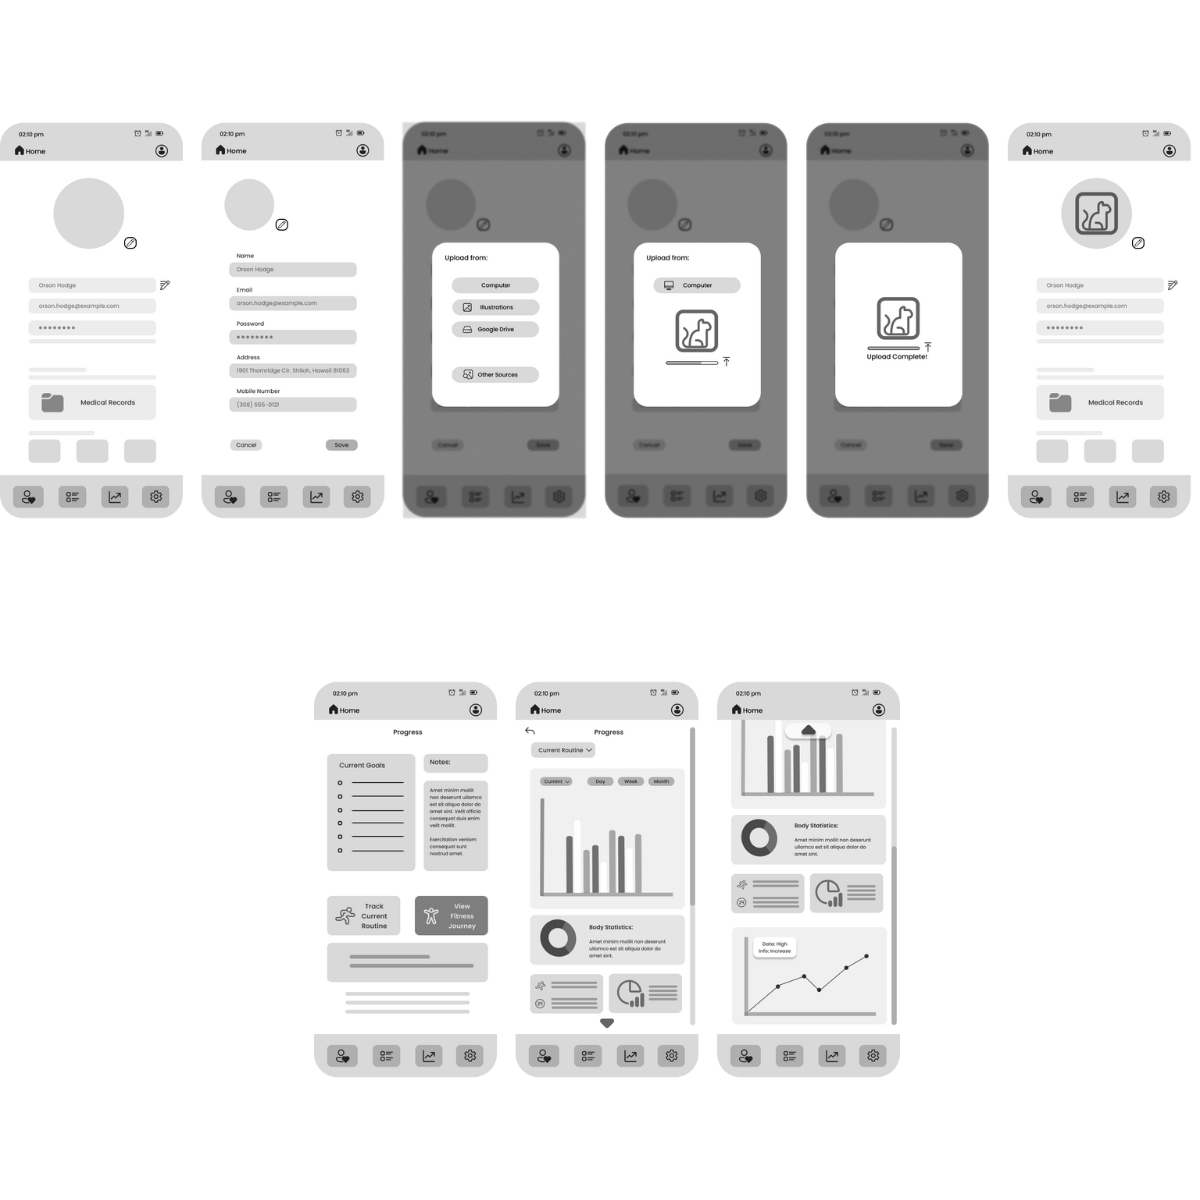 02:10 pm
Home
Orson Hodge
orson.hodge@example.com
Medical Records
02:10 pm
Home
Name
Orson Hodge
Email
orson.hodge@example.com
Password
Address
1901 Thornridge Cir. Shiloh, Hawaii 81063
Mobile Number
(308) 555-0121
Cancel
Save
02:10 pm
Home
Upload from:
Computer
Illustrations
Google Drive
Other Sources
Cancel
Save
02:10 pm
Home
Upload from:
Computer
Cancel
Save
02:10 pm
Home
Upload Complete!
Cancel
Save
02:10 pm
Home
Orson Hodge
orson.hodge@example.com
Medical Records
02:10 pm
Home
Progress
Current Goals
Notes:
Amet minim mollit
non deserunt ullamco
est sit aliqua dolor do
amet sint. Velit officia
consequat duis enim
velit mollit.
Exercitation veniam
consequat sunt
nostrud amet.
Track
Current
Routine
View
Fitness
Journey
02:10 pm
Home
Progress
Current Routine
Current
Day
Week
Month
Body Statistics:
Amet minim mollit non deserunt
ullamco est sit aliqua dolor do
amet sint.
24
02:10 pm
Home
Body Statistics:
Amet minim mollit non deserunt
ullamco est sit aliqua dolor do
amet sint.
24
Data: High
Info: Increase